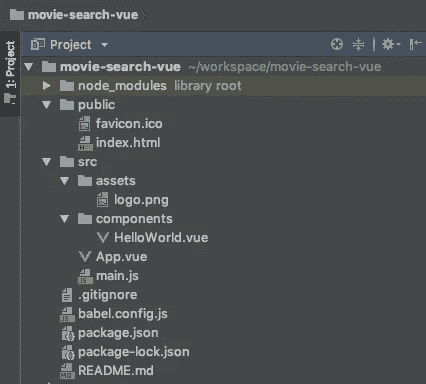 movie-search-vue
1: Project
Project
movie-search-vue ~/workspace/movie-search-vue
node_modules library root
public
favicon.ico
index.html
src
assets
logo.png
components
HelloWorld.vue
App.vue
main.js
.gitignore
babel.config.js
package.json
package-lock.json
README.md